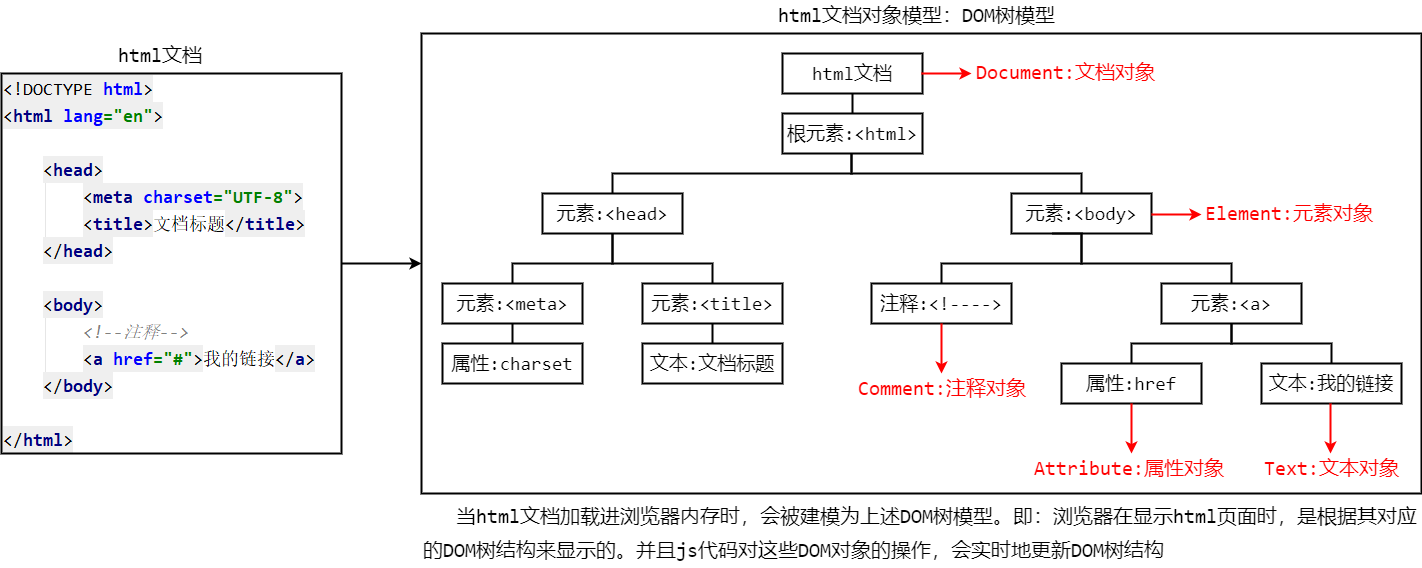 html文档对象模型：DOM树模型
html文档
<!DOCTYPE html>
<html lang="en">
<head>
<meta charset="UTF-8">
<title>文档标题</title>
</head>
<body>
<!--注释-->
<a href="#">我的链接</a>
</body>
</html>
html文档
Document:文档对象
根元素:<html>
元素:<head>
元素:<body>
Element:元素对象
元素:<meta>
元素:<title>
注释:<!---->
元素:<a>
属性:charset
文本:文档标题
Comment:注释对象
属性:href
文本:我的链接
Attribute:属性对象
Text:文本对象
当html文档加载进浏览器内存时，会被建模为上述DOM树模型。即：浏览器在显示html页面时，是根据其对应
的DOM树结构来显示的。并且js代码对这些DOM对象的操作，会实时地更新DOM树结构